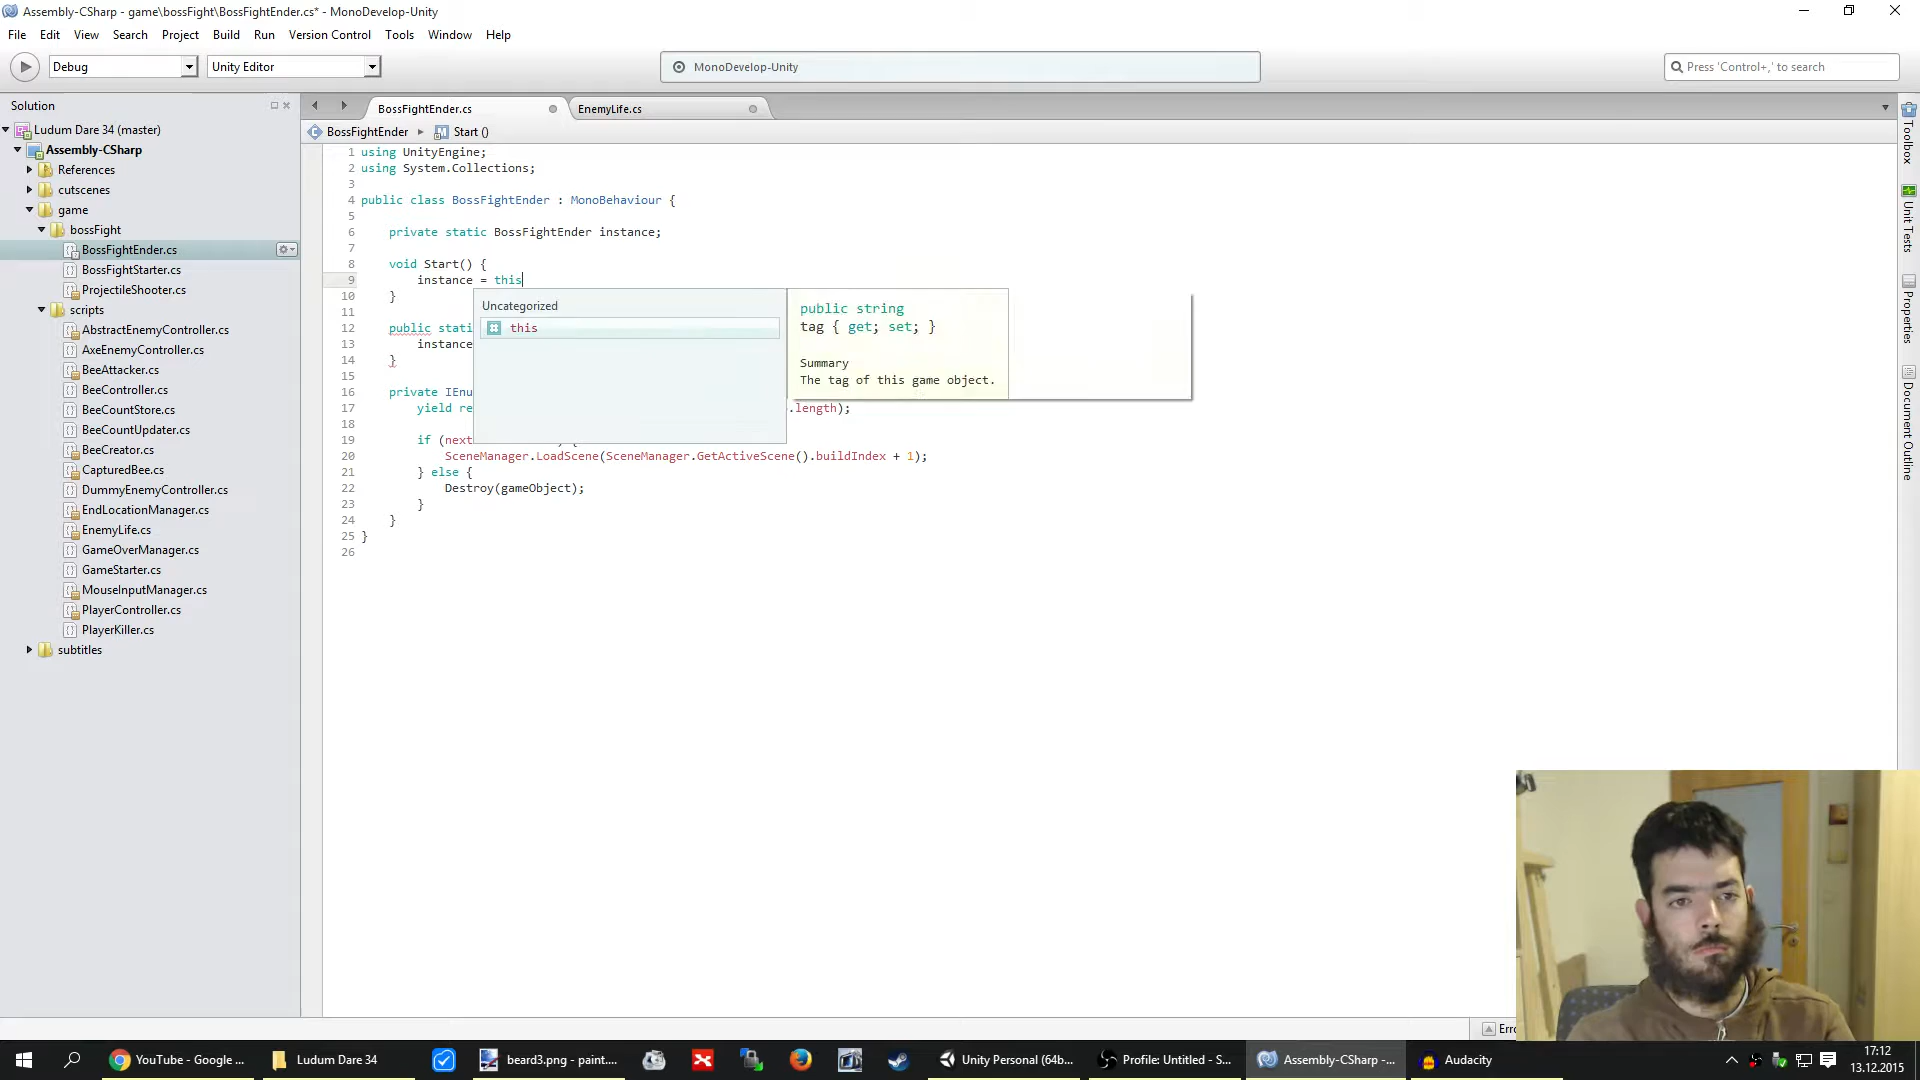 Assembly-CSharp - game\bossFight\BossFightEnder.cs* - MonoDevelop-Unity
File Edit View Search Project Build Run Version Control Tools Window Help
Debug Unity Editor MonoDevelop-Unity Press 'Control+,' to search
Solution
Ludum Dare 34 (master)
Assembly-CSharp
References
cutscenes
game
bossFight
BossFightEnder.cs
BossFightStarter.cs
ProjectileShooter.cs
scripts
AbstractEnemyController.cs
AxeEnemyController.cs
BeeAttacker.cs
BeeController.cs
BeeCountStore.cs
BeeCountUpdater.cs
BeeCreator.cs
CapturedBee.cs
DummyEnemyController.cs
EndLocationManager.cs
EnemyLife.cs
GameOverManager.cs
GameStarter.cs
MouseInputManager.cs
PlayerController.cs
PlayerKiller.cs
subtitles
BossFightEnder.cs EnemyLife.cs
BossFightEnder Start ()
1 using UnityEngine;
2 using System.Collections;
3
4 public class BossFightEnder : MonoBehaviour {
5
6 private static BossFightEnder instance;
7
8 void Start() {
9 instance = this
10 }
11
12 public stati
13 instance
14 }
15
16 private IEnu
17 yield re .length);
18
19 if (next {
20 SceneManager.LoadScene(SceneManager.GetActiveScene().buildIndex + 1);
21 } else {
22 Destroy(gameObject);
23 }
24 }
25 }
26
Uncategorized
this
public string
tag { get; set; }
Summary
The tag of this game object.
Toolbox
Unit Tests
Properties
Document Outline
Erro
YouTube - Google ... Ludum Dare 34 beard3.png - paint.... Unity Personal (64b... Profile: Untitled - S... Assembly-CSharp -... Audacity
17:12
13.12.2015